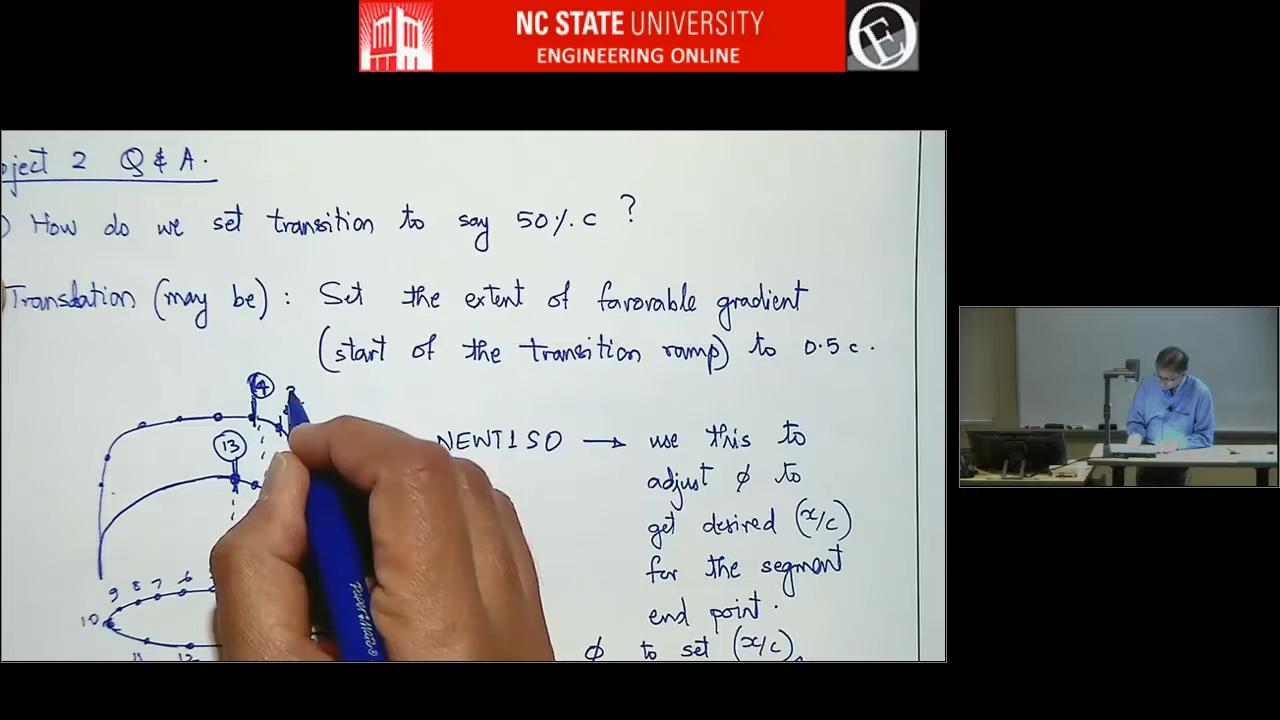 NC STATE UNIVERSITY
ENGINEERING ONLINE
oject 2 Q & A.
) How do we set transition to say 50%. c ?
Translation (may be) : Set the extent of favorable gradient
(start of the transition ramp) to 0.5 c.
4
13
NEWT1SO → use this to
adjust φ to
get desired (x/c)
for the segment
end point.
φ to set (x/c)
9 8 7 6
10
11 12